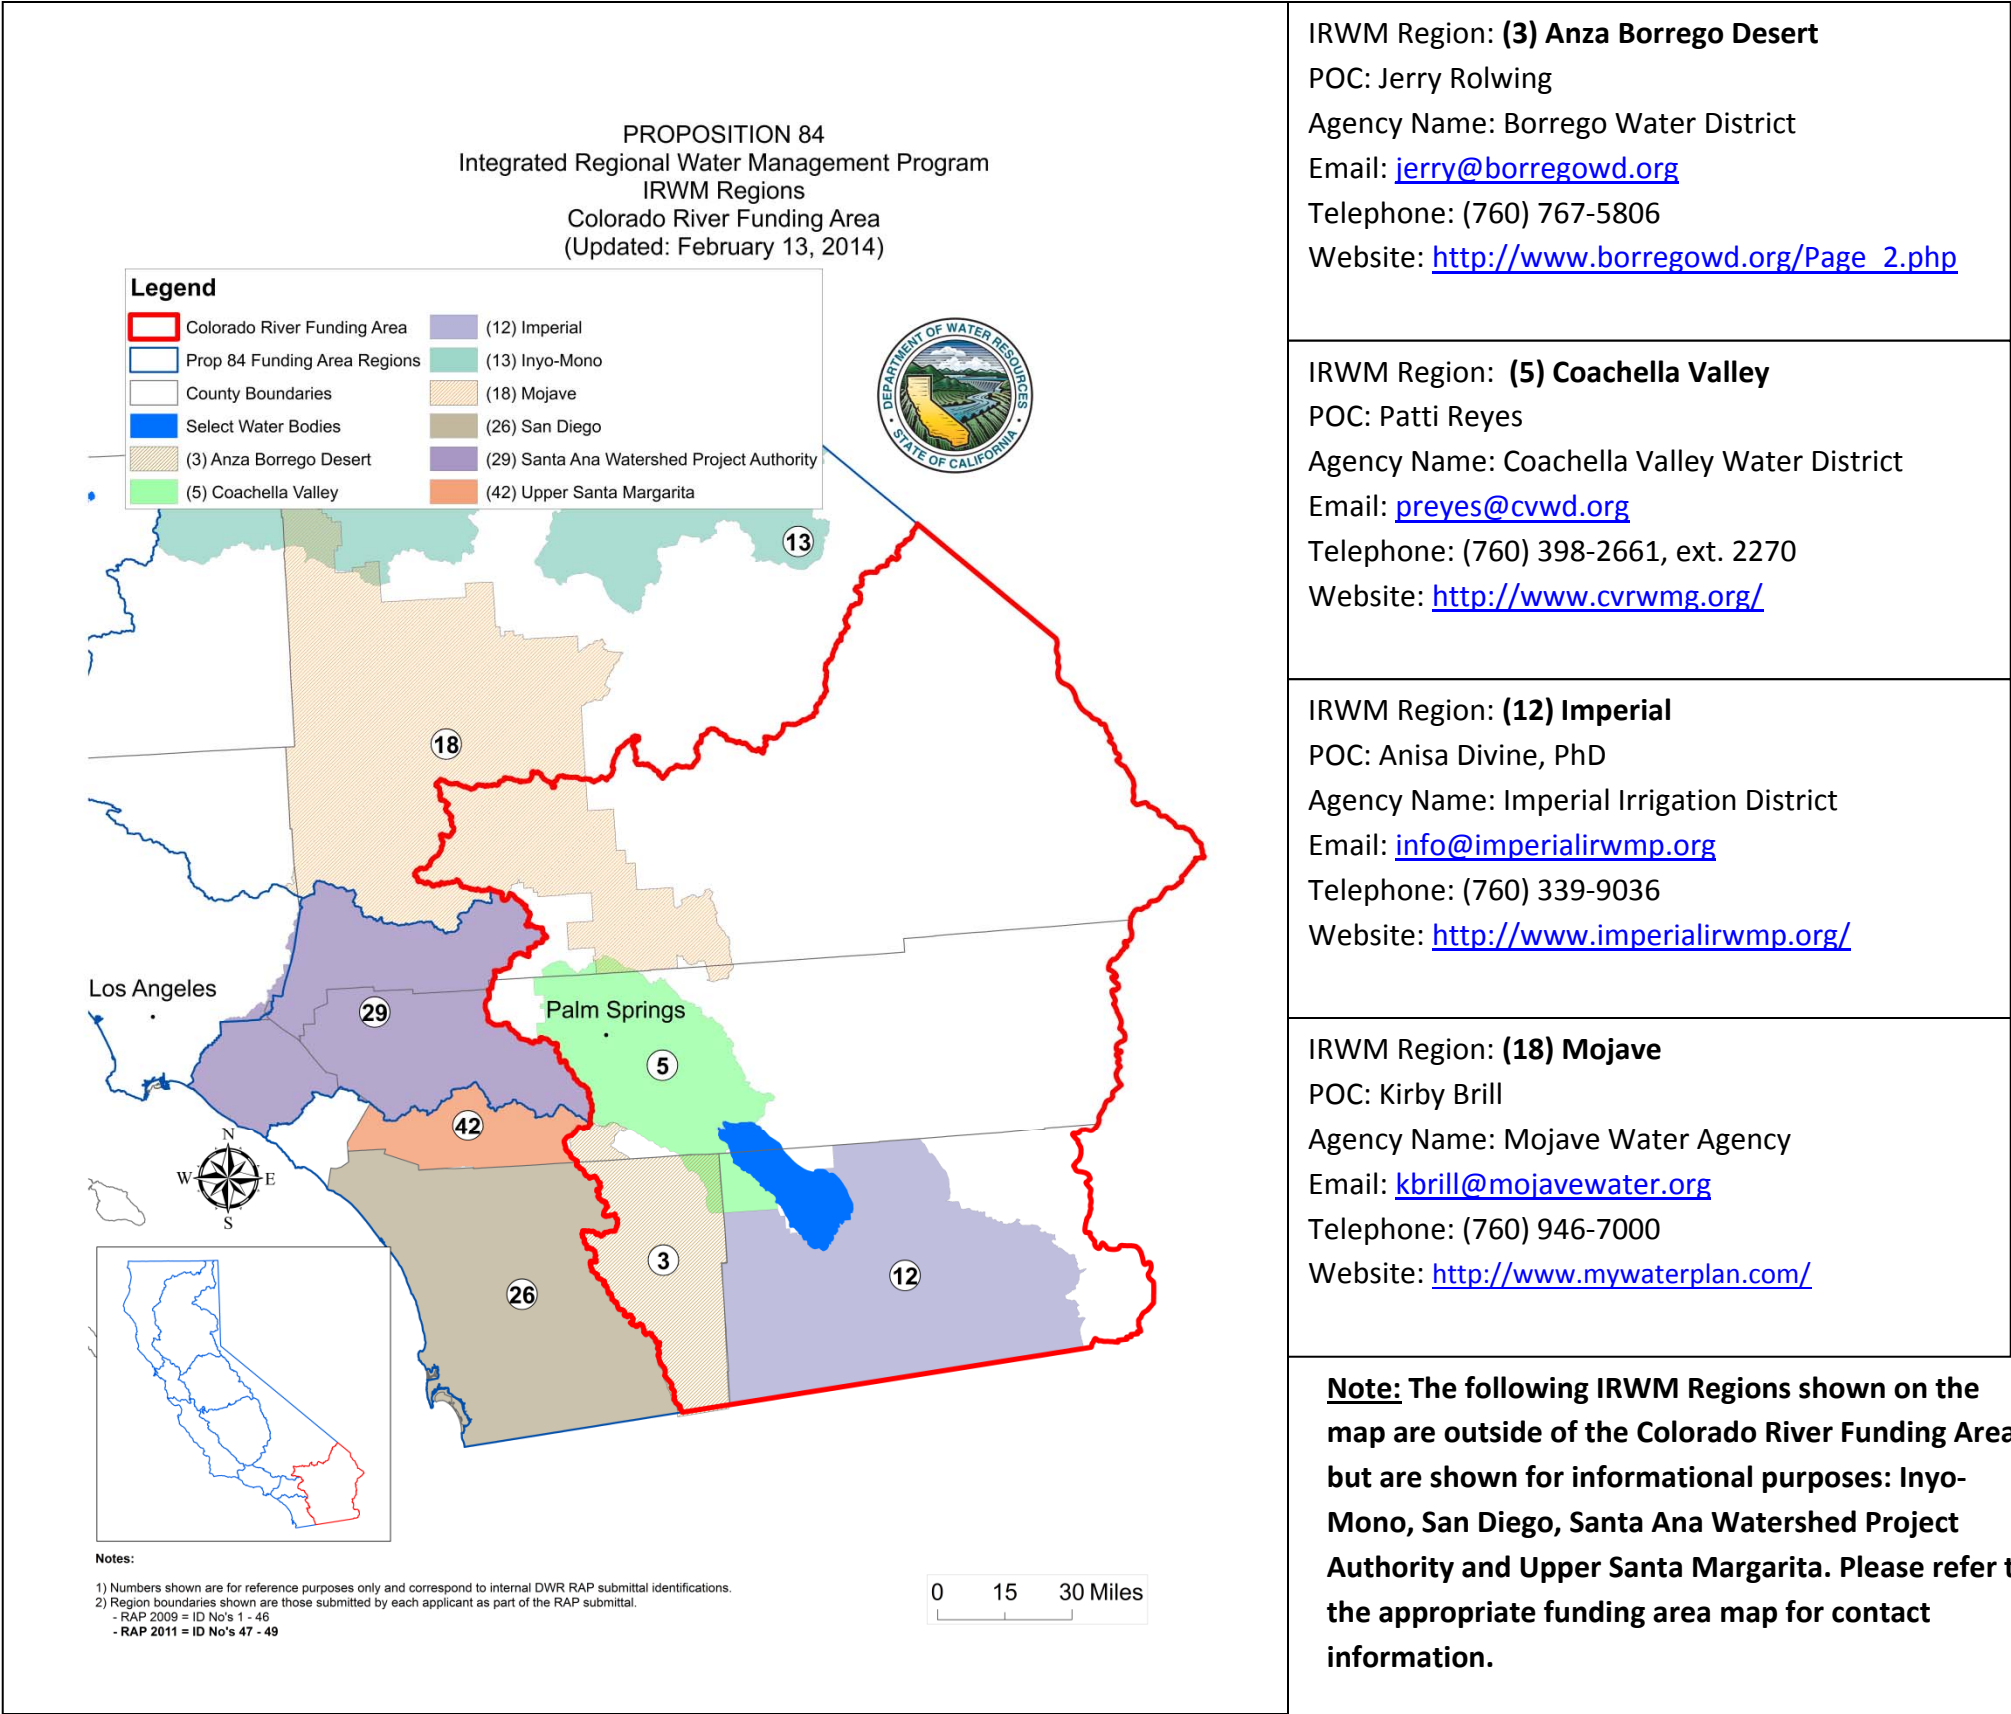 PROPOSITION 84
Integrated Regional Water Management Program
IRWM Regions
Colorado River Funding Area
(Updated: February 13, 2014)
Legend
Colorado River Funding Area
Prop 84 Funding Area Regions
County Boundaries
Select Water Bodies
(3) Anza Borrego Desert
(5) Coachella Valley
(12) Imperial
(13) Inyo-Mono
(18) Mojave
(26) San Diego
(29) Santa Ana Watershed Project Authority
(42) Upper Santa Margarita
DEPARTMENT OF WATER RESOURCES
STATE OF CALIFORNIA
13
18
Los Angeles
29
Palm Springs
5
42
N
W E
S
3
12
26
Notes:
1) Numbers shown are for reference purposes only and correspond to internal DWR RAP submittal identifications.
2) Region boundaries shown are those submitted by each applicant as part of the RAP submittal.
- RAP 2009 = ID No's 1 - 46
- RAP 2011 = ID No's 47 - 49
0 15 30 Miles
IRWM Region: (3) Anza Borrego Desert
POC: Jerry Rolwing
Agency Name: Borrego Water District
Email: jerry@borregowd.org
Telephone: (760) 767-5806
Website: http://www.borregowd.org/Page_2.php
IRWM Region: (5) Coachella Valley
POC: Patti Reyes
Agency Name: Coachella Valley Water District
Email: preyes@cvwd.org
Telephone: (760) 398-2661, ext. 2270
Website: http://www.cvrwmg.org/
IRWM Region: (12) Imperial
POC: Anisa Divine, PhD
Agency Name: Imperial Irrigation District
Email: info@imperialirwmp.org
Telephone: (760) 339-9036
Website: http://www.imperialirwmp.org/
IRWM Region: (18) Mojave
POC: Kirby Brill
Agency Name: Mojave Water Agency
Email: kbrill@mojavewater.org
Telephone: (760) 946-7000
Website: http://www.mywaterplan.com/
Note: The following IRWM Regions shown on the
map are outside of the Colorado River Funding Area
but are shown for informational purposes: Inyo-
Mono, San Diego, Santa Ana Watershed Project
Authority and Upper Santa Margarita. Please refer t
the appropriate funding area map for contact
information.